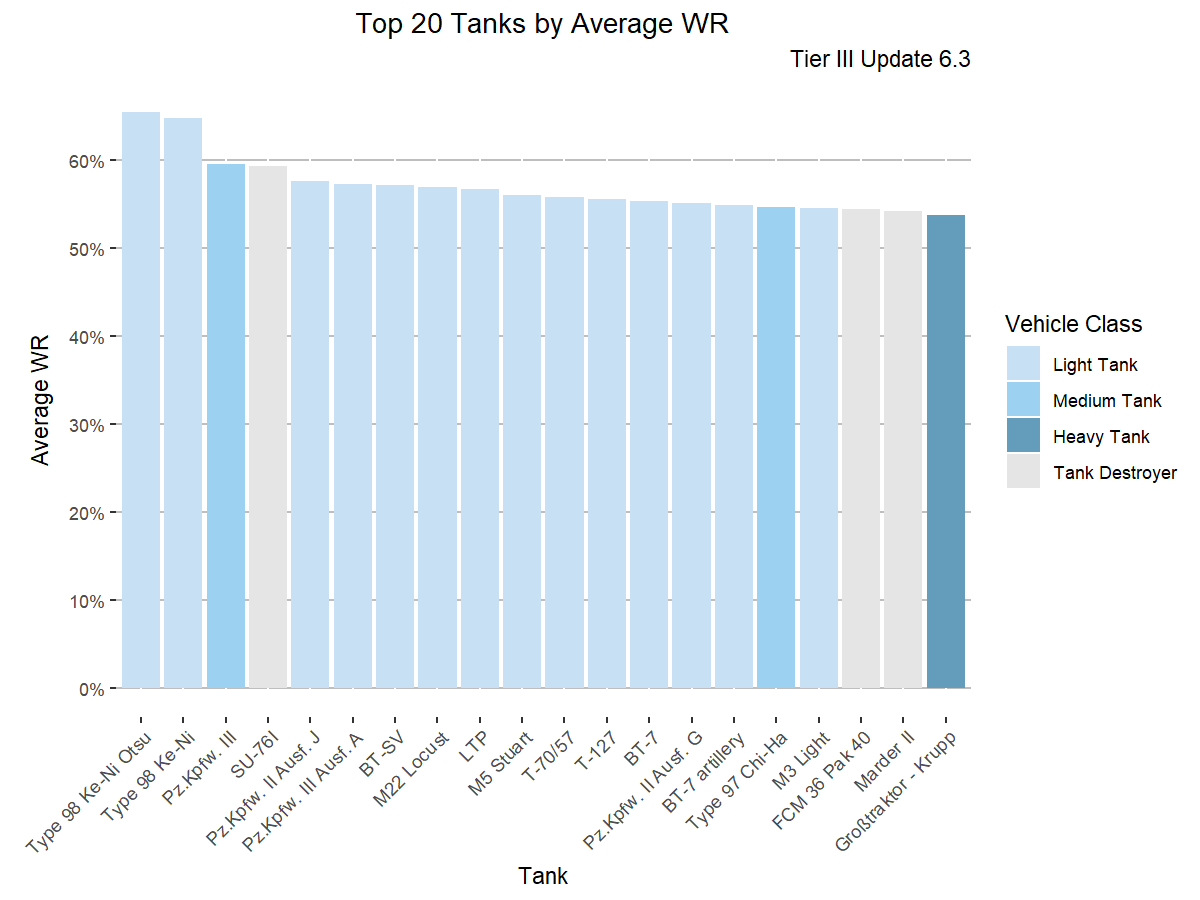 Top 20 Tanks by Average WR
Tier III Update 6.3
60%
50%
40%
30%
20%
10%
0%
Average WR
Type 98 Ke-Ni Otsu
Type 98 Ke-Ni
Pz.Kpfw. III
SU-76I
Pz.Kpfw. II Ausf. J
Pz.Kpfw. III Ausf. A
BT-SV
M22 Locust
LTP
M5 Stuart
T-70/57
T-127
BT-7
Pz.Kpfw. II Ausf. G
BT-7 artillery
Type 97 Chi-Ha
M3 Light
FCM 36 Pak 40
Marder II
Großtraktor - Krupp
Tank
Vehicle Class
Light Tank
Medium Tank
Heavy Tank
Tank Destroyer